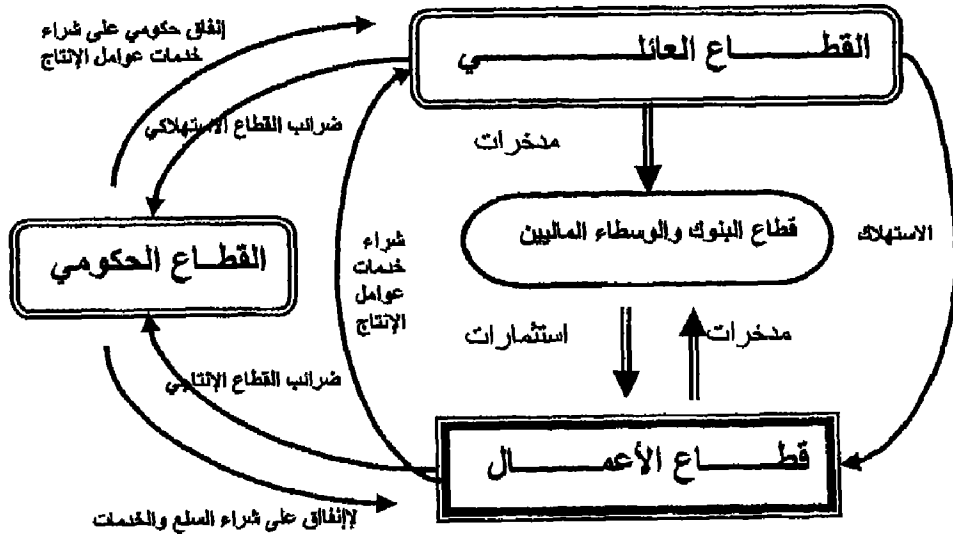 إنفاق حكومي على شراء
خدمات عوامل الإنتاج
القطاع العائلي
ضرائب القطاع الاستهلاكي
مدخرات
القطاع الحكومي
شراء
خدمات
عوامل
الإنتاج
قطاع البنوك والوسطاء الماليين
الاستهلاك
استثمارات
مدخرات
ضرائب القطاع الإنتاجي
قطاع الأعمال
لإإنفاق على شراء السلع والخدمات